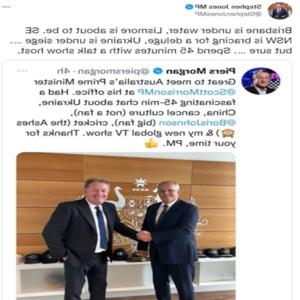 Stephen Jones MP
@StephenJonesMP
Brisbane is under water, Lismore is about to be. SE
NSW is bracing for a deluge, Ukraine is under siege ...
but sure ... . Spend 45 minutes with a talk show host.
Piers Morgan @piersmorgan · 4h
Great to meet Australia's Prime Minister
@ScottMorrisonMP at his office. Had a
fascinating 45-min chat about Ukraine,
China, cancel culture (not a fan),
@BorisJohnson (big fan), cricket (the Ashes
) & my new global TV show. Thanks for
your time, PM.